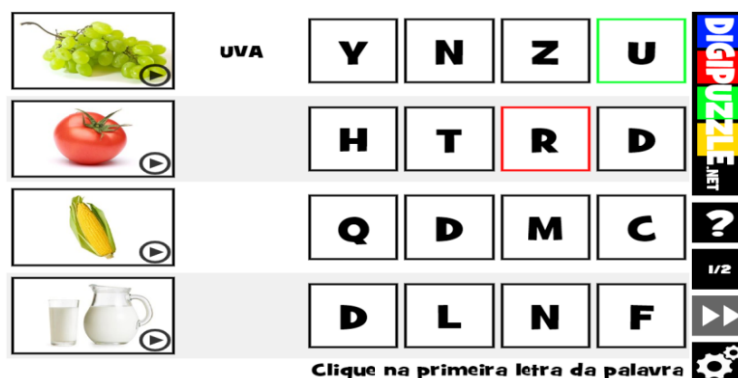 UVA Y N Z U
H T R D
Q D M C
D L N F
Clique na primeira letra da palavra
DIGIPUZZLE.NET
?
1/2